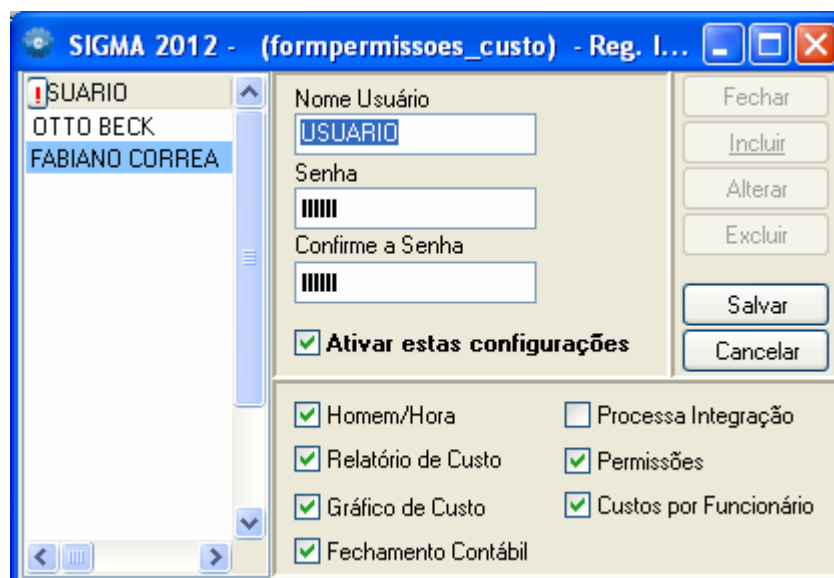 SIGMA 2012 - (formpermissoes_custo) - Reg. I...
!SUARIO
OTTO BECK
FABIANO CORREA
Nome Usuário
USUARIO
Senha
Confirme a Senha
Ativar estas configurações
Fechar
Incluir
Alterar
Excluir
Salvar
Cancelar
Homem/Hora
Relatório de Custo
Gráfico de Custo
Fechamento Contábil
Processa Integração
Permissões
Custos por Funcionário